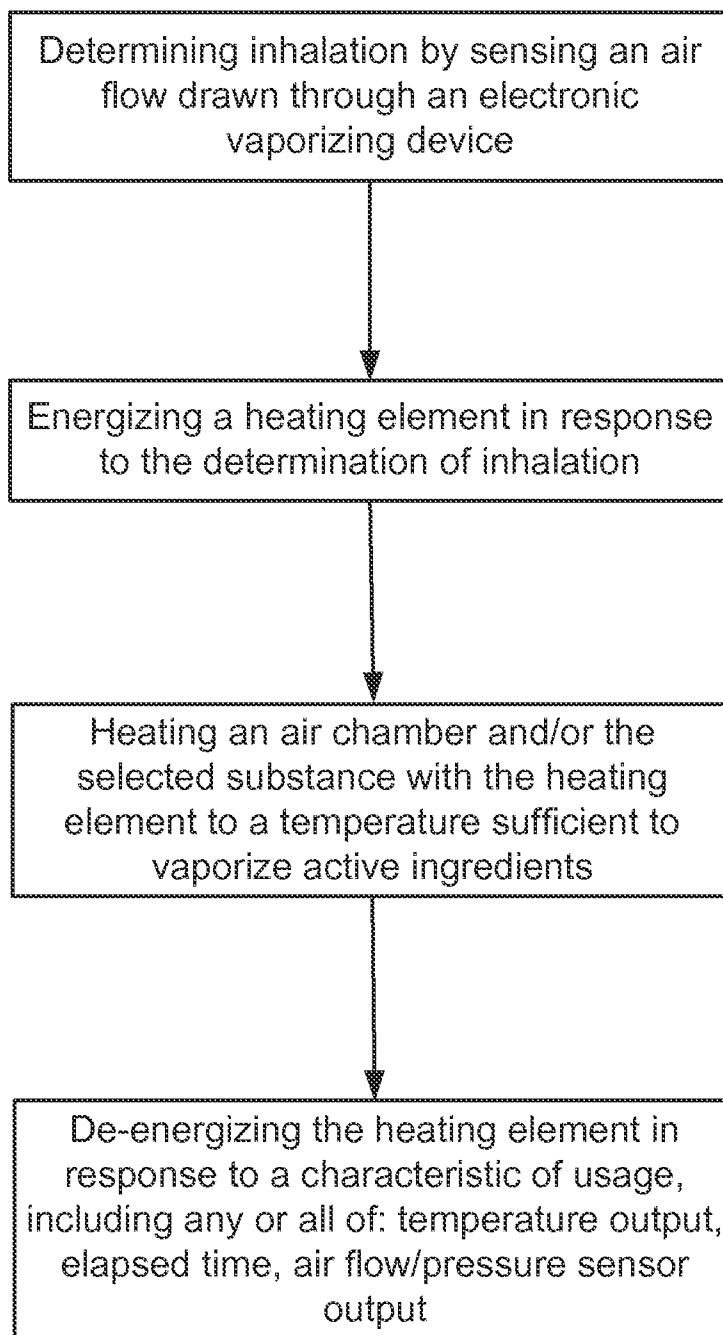 Determining inhalation by sensing an air
flow drawn through an electronic
vaporizing device
Energizing a heating element in response
to the determination of inhalation
Heating an air chamber and/or the
selected substance with the heating
element to a temperature sufficient to
vaporize active ingredients
De-energizing the heating element in
response to a characteristic of usage,
including any or all of: temperature output,
elapsed time, air flow/pressure sensor
output